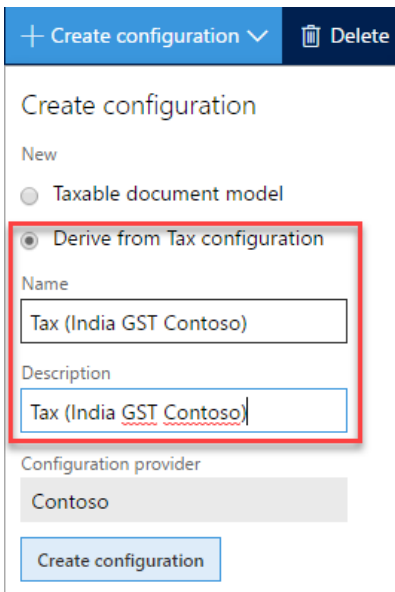 + Create configuration Delete
Create configuration
New
Taxable document model
Derive from Tax configuration
Name
Tax (India GST Contoso)
Description
Tax (India GST Contoso)
Configuration provider
Contoso
Create configuration